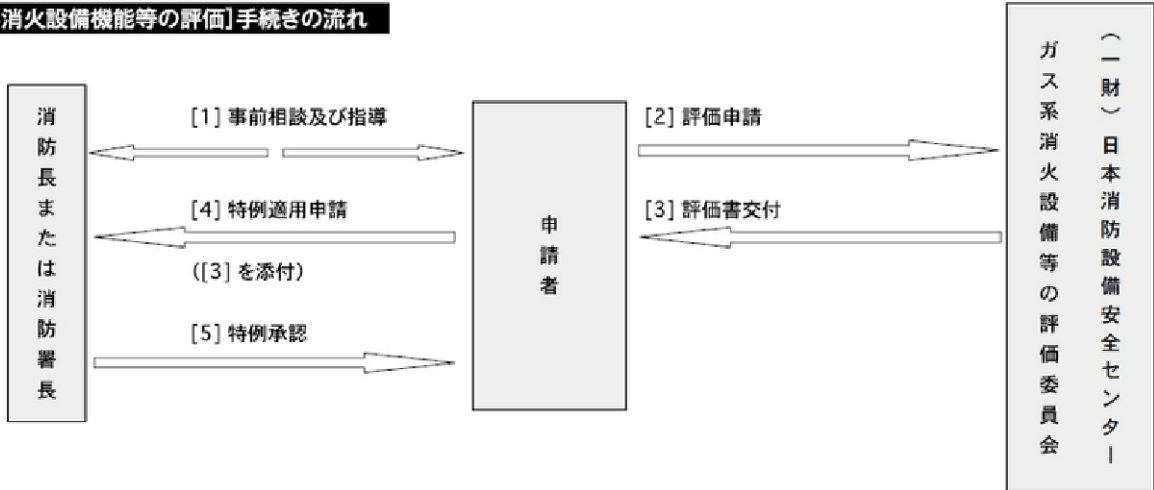 消火設備機能等の評価]手続きの流れ
消防長または消防署長
[1] 事前相談及び指導
[4] 特例適用申請
([3] を添付)
[5] 特例承認
申請者
[2] 評価申請
[3] 評価書交付
(一財)日本消防設備安全センター
ガス系消火設備等の評価委員会